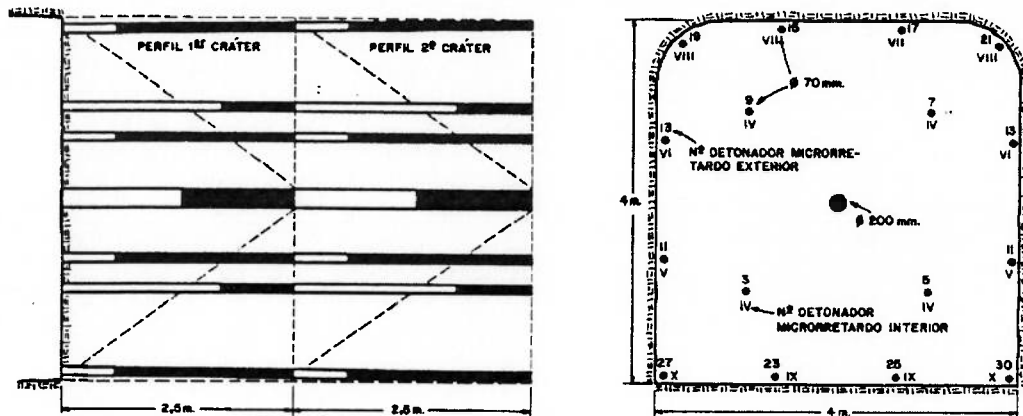 PERFIL 1er CRÁTER
PERFIL 2º CRÁTER
2,5 m.
2,5 m.
19
VIII
15
VIII
17
VII
21
VIII
ø 70 mm.
9
IV
7
IV
13
VI
Nº DETONADOR MICRORRE-
TARDO EXTERIOR
13
VI
4 m.
ø 200 mm.
11
V
11
V
3
IV
5
IV
Nº DETONADOR
MICRORRETARDO INTERIOR
27
X
23
IX
25
IX
30
X
4 m.